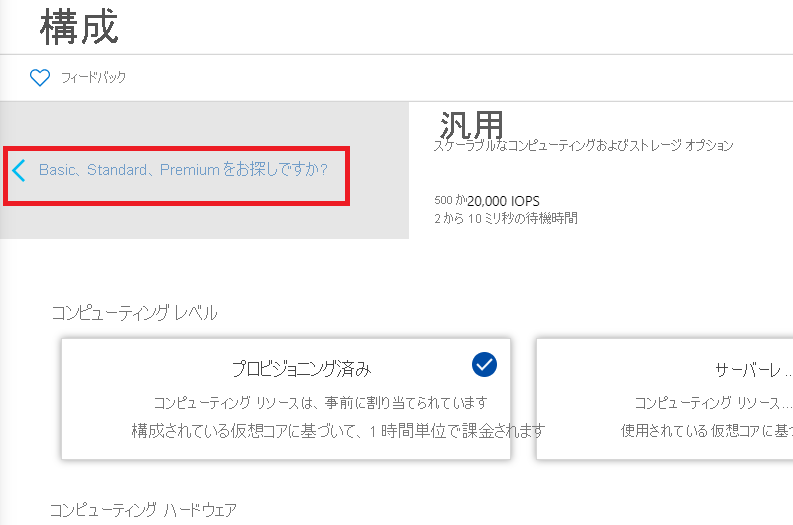 構成
フィードバック
Basic、Standard、Premium をお探しですか?
汎用
スケーラブルなコンピューティングおよびストレージ オプション
500 か20,000 IOPS
2 から 10 ミリ秒の待機時間
コンピューティング レベル
プロビジョニング済み
コンピューティング リソースは、事前に割り当てられています
構成されている仮想コアに基づいて、1 時間単位で課金されます
サーバーレ...
コンピューティング リソース...
使用されている仮想コアに基づ
コンピューティング ハードウェア